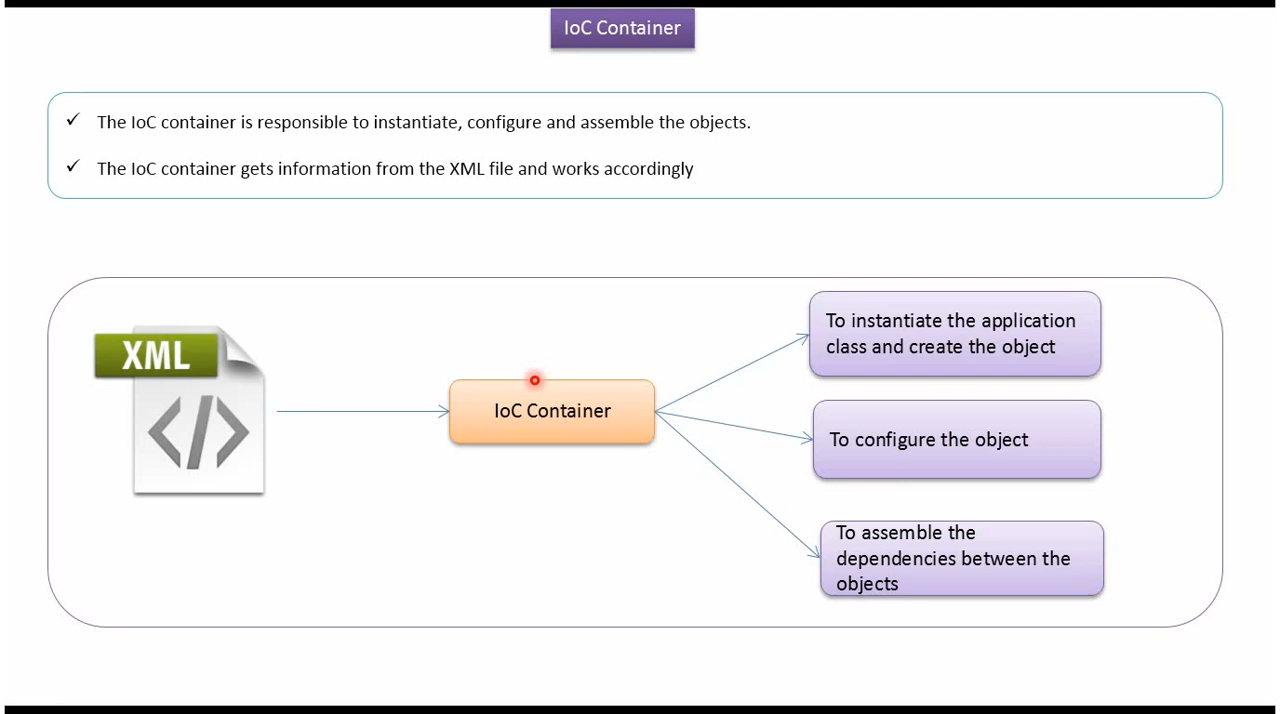 IoC Container
The IoC container is responsible to instantiate, configure and assemble the objects.
The IoC container gets information from the XML file and works accordingly
XML
</>
IoC Container
To instantiate the application
class and create the object
To configure the object
To assemble the
dependencies between the
objects